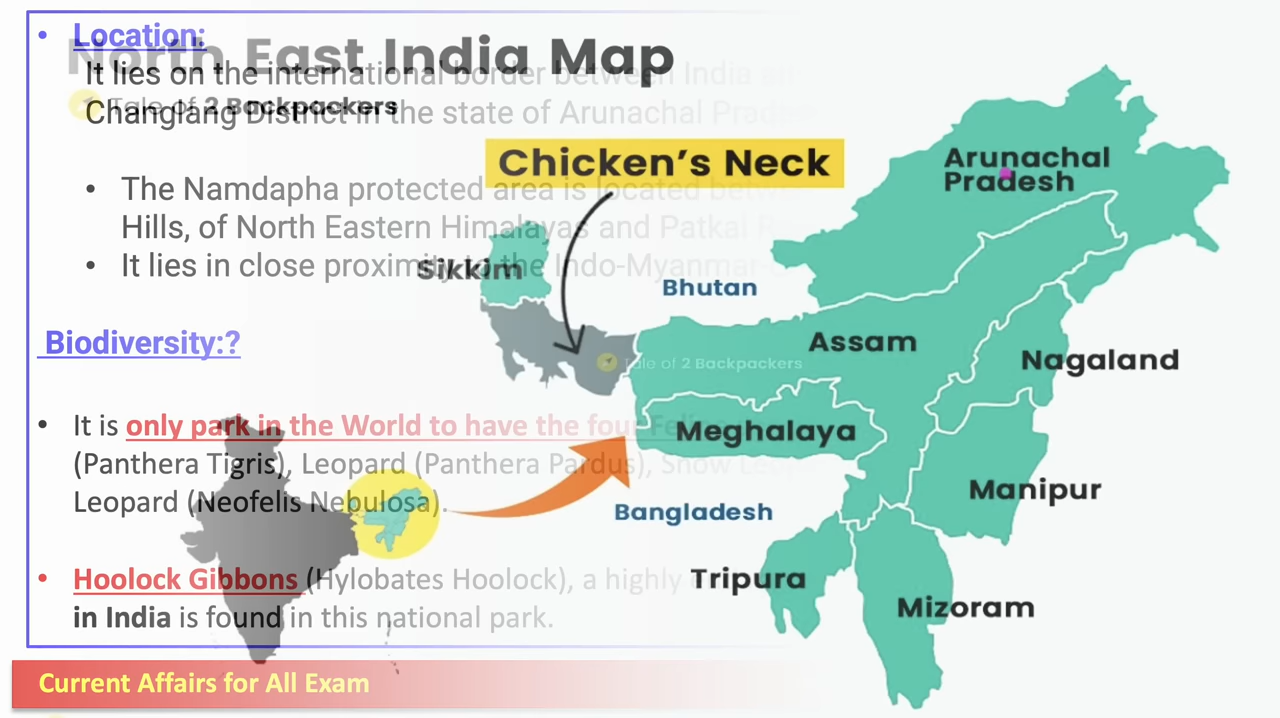 Location:
North East India Map
It lies on the international border between India
Tale of 2 Backpackers
Changlang District in the state of Arunachal Pradesh
Chicken's Neck
Arunachal
Pradesh
The Namdapha protected area is located
Hills, of North Eastern Himalayas and Patkai
It lies in close proximity to the Indo-Myanmar-
Sikkim
Bhutan
Biodiversity:?
Assam
Nagaland
Tale of 2 Backpackers
It is only park in the World to have the four
Meghalaya
(Panthera Tigris), Leopard (Panthera Pardus), Snow
Leopard (Neofelis Nebulosa).
Manipur
Bangladesh
Hoolock Gibbons (Hylobates Hoolock), a highly
Tripura
in India is found in this national park.
Mizoram
Current Affairs for All Exam